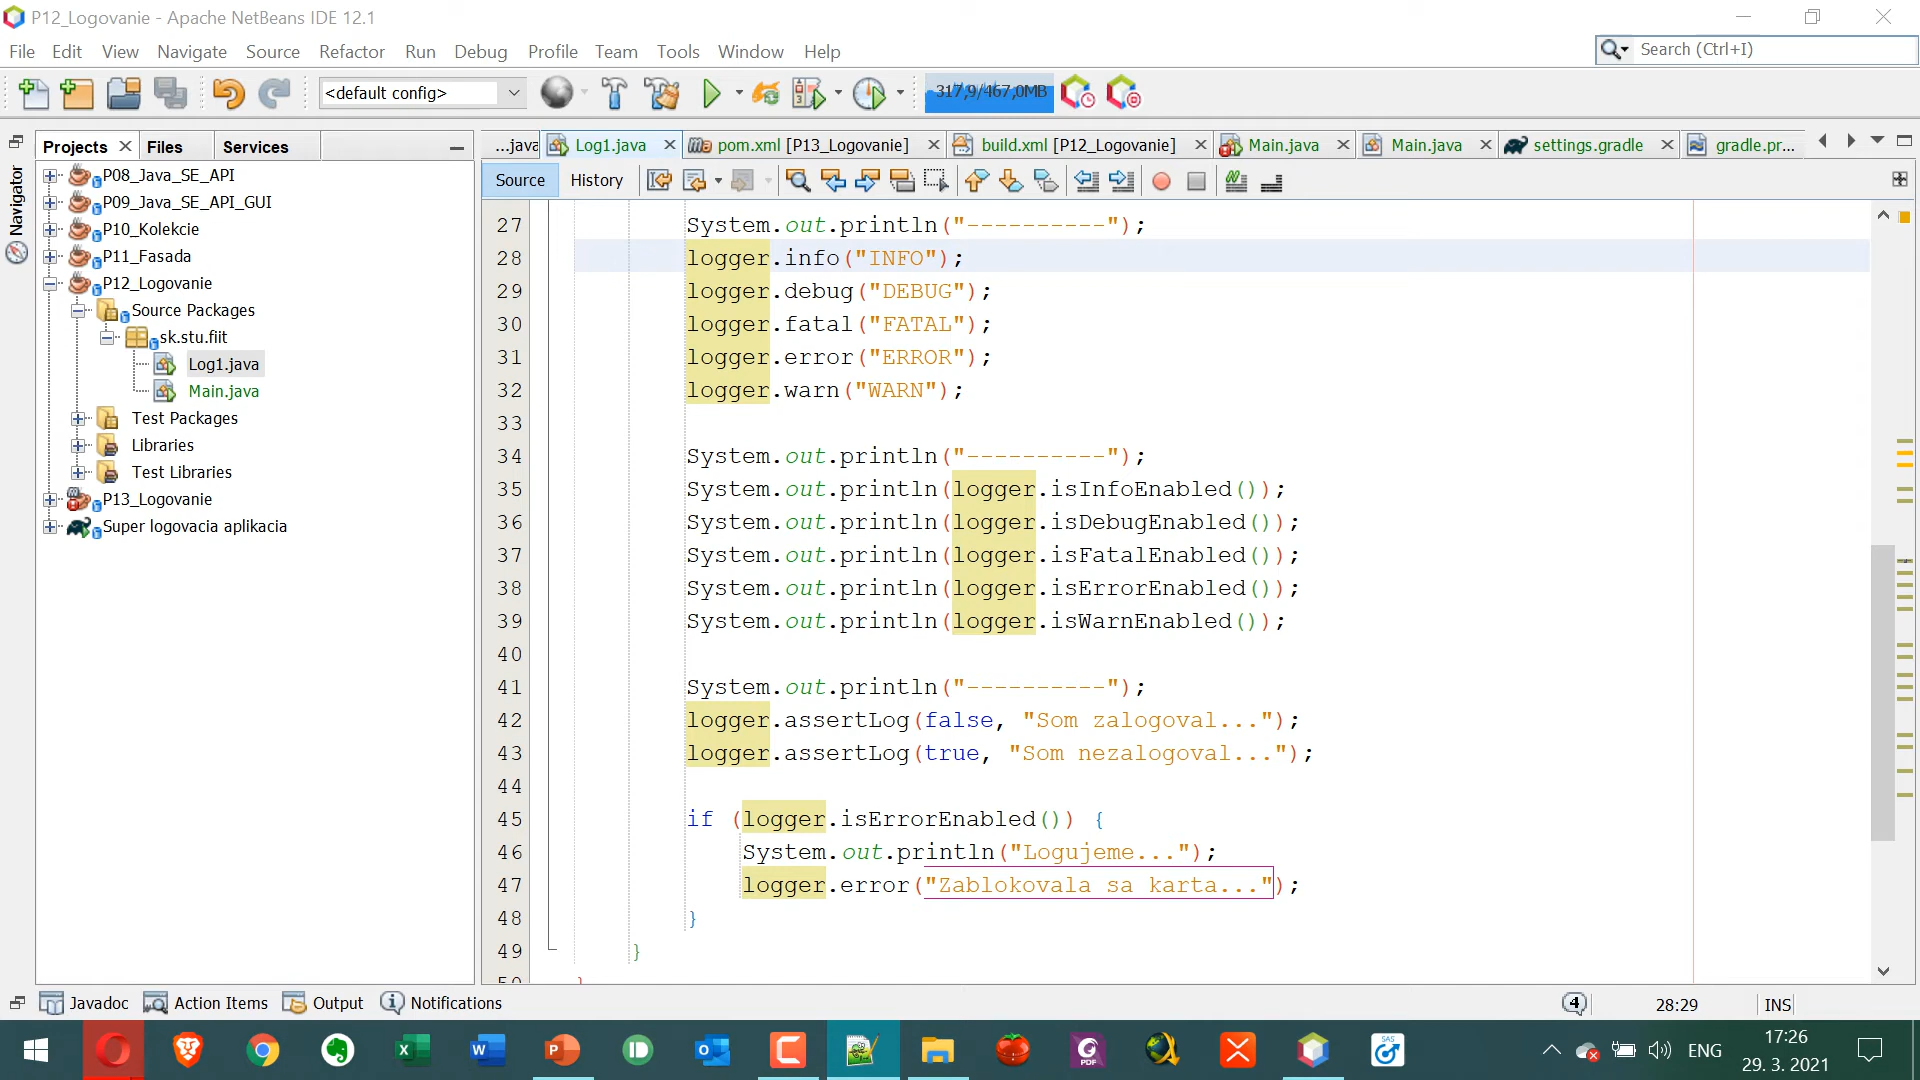 P12_Logovanie - Apache NetBeans IDE 12.1
File Edit View Navigate Source Refactor Run Debug Profile Team Tools Window Help
Search (Ctrl+I)
<default config>
317,9/467,0MB
Projects Files Services
...java Log1.java pom.xml [P13_Logovanie] build.xml [P12_Logovanie] Main.java Main.java settings.gradle gradle.pr...
Source History
Navigator
P08_Java_SE_API
P09_Java_SE_API_GUI
P10_Kolekcie
P11_Fasada
P12_Logovanie
Source Packages
sk.stu.fiit
Log1.java
Main.java
Test Packages
Libraries
Test Libraries
P13_Logovanie
Super logovacia aplikacia
27 System.out.println("----------");
28 logger.info("INFO");
29 logger.debug("DEBUG");
30 logger.fatal("FATAL");
31 logger.error("ERROR");
32 logger.warn("WARN");
33
34 System.out.println("----------");
35 System.out.println(logger.isInfoEnabled());
36 System.out.println(logger.isDebugEnabled());
37 System.out.println(logger.isFatalEnabled());
38 System.out.println(logger.isErrorEnabled());
39 System.out.println(logger.isWarnEnabled());
40
41 System.out.println("----------");
42 logger.assertLog(false, "Som zalogoval...");
43 logger.assertLog(true, "Som nezalogoval...");
44
45 if (logger.isErrorEnabled()) {
46 System.out.println("Logujeme...");
47 logger.error("Zablokovala sa karta...");
48 }
49 }
50 }
Javadoc Action Items Output Notifications
4 28:29 INS
ENG
17:26
29. 3. 2021